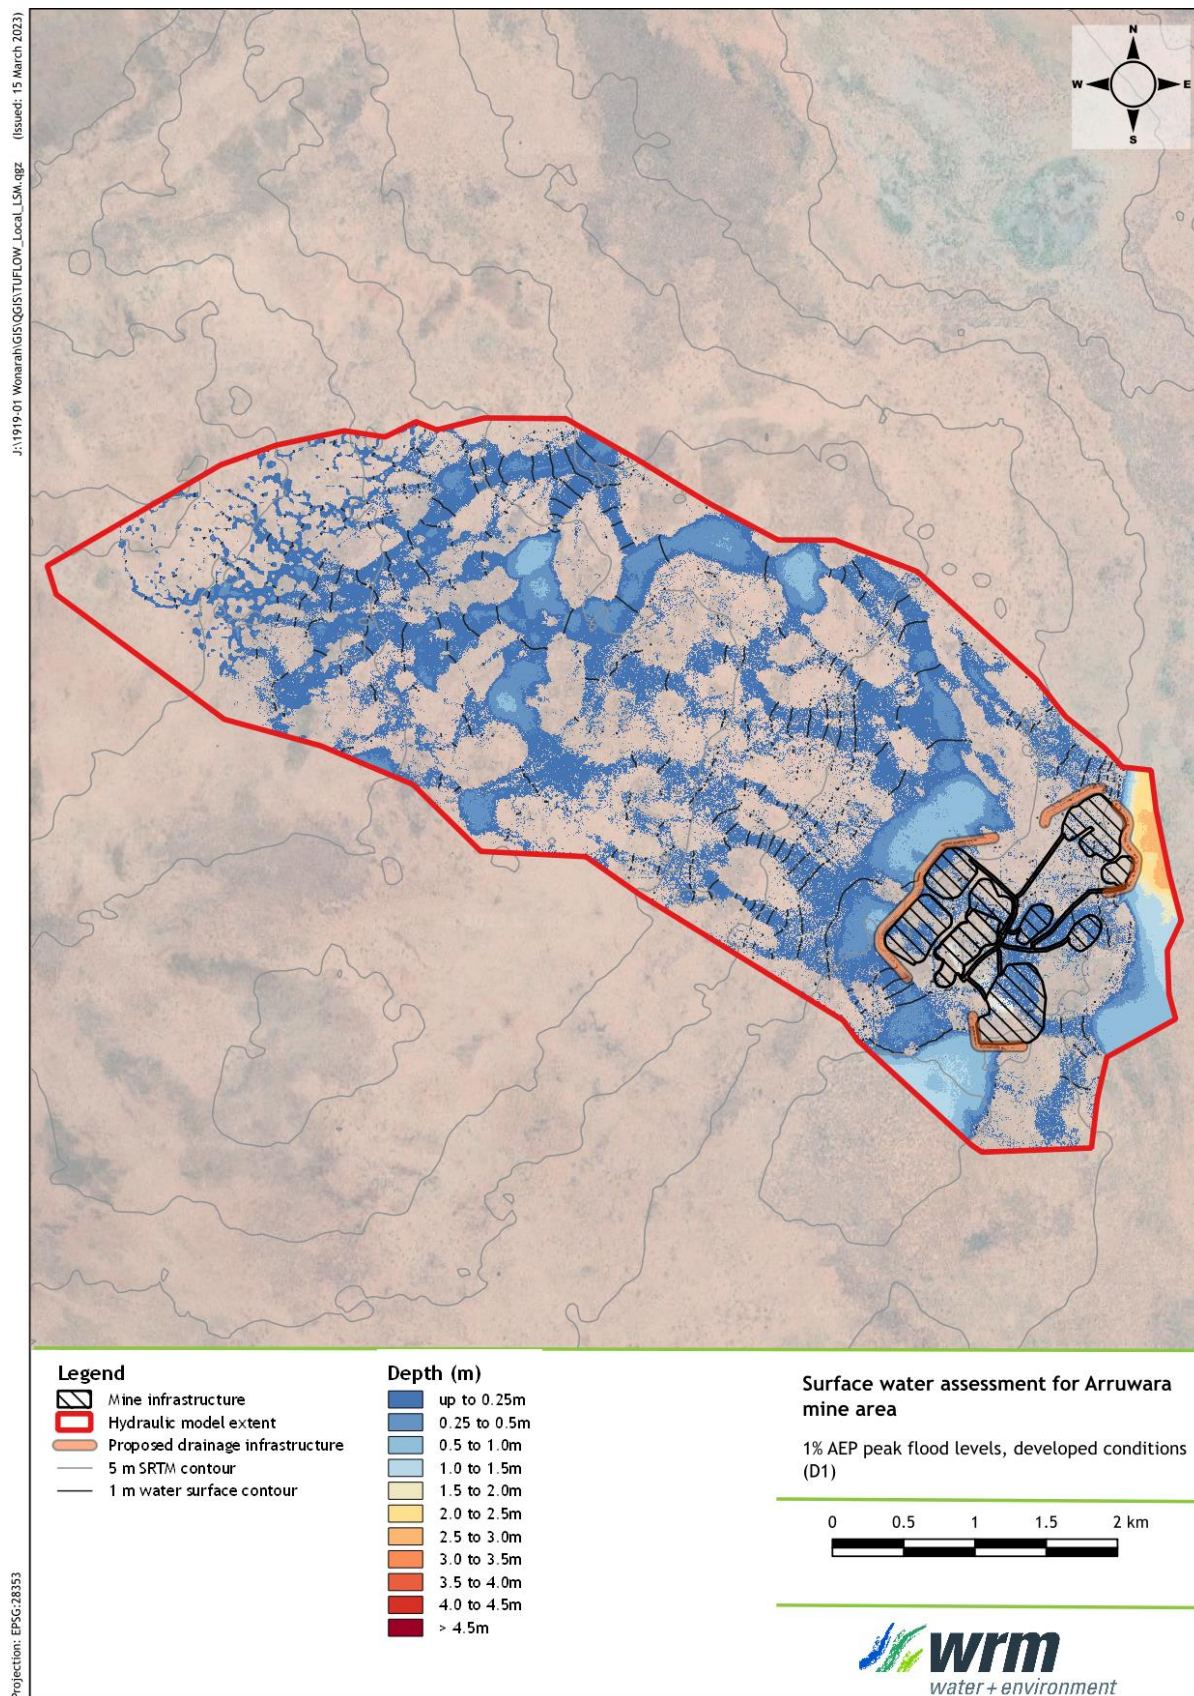 J:\1919-01 Wonarah\GIS\QGIS\TUFLOW_Local_LSM.qgz (Issued: 15 March 2023)
N
W E
S
Legend
Mine infrastructure
Hydraulic model extent
Proposed drainage infrastructure
5 m SRTM contour
1 m water surface contour
Depth (m)
up to 0.25m
0.25 to 0.5m
0.5 to 1.0m
1.0 to 1.5m
1.5 to 2.0m
2.0 to 2.5m
2.5 to 3.0m
3.0 to 3.5m
3.5 to 4.0m
4.0 to 4.5m
> 4.5m
Surface water assessment for Arruwara
mine area
1% AEP peak flood levels, developed conditions
(D1)
0 0.5 1 1.5 2 km
Projection: EPSG:28353
wrm
water + environment